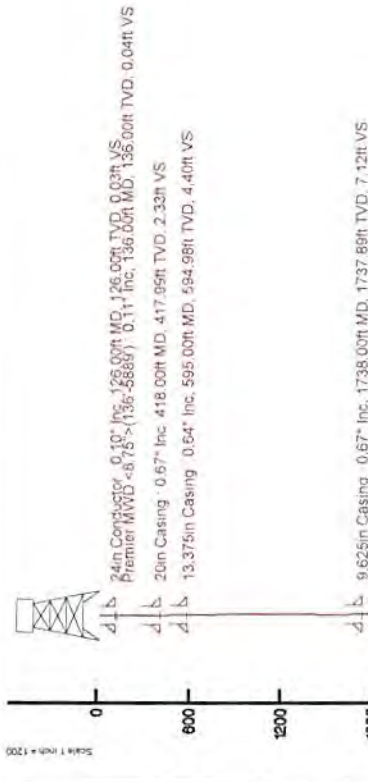 Scale 1 inch = 1200
0
600
1200
24in Conductor : 0.10° Inc, 126.00ft MD, 126.00ft TVD, 0.03ft VS
Premier MWD <8.75">(136'-5889') : 0.11° Inc, 136.00ft MD, 136.00ft TVD, 0.04ft VS
20in Casing : 0.67° Inc, 418.00ft MD, 417.99ft TVD, 2.33ft VS
13.375in Casing : 0.64° Inc, 595.00ft MD, 594.98ft TVD, 4.40ft VS
9.625in Casing : 0.67° Inc, 1738.00ft MD, 1737.89ft TVD, 7.12ft VS